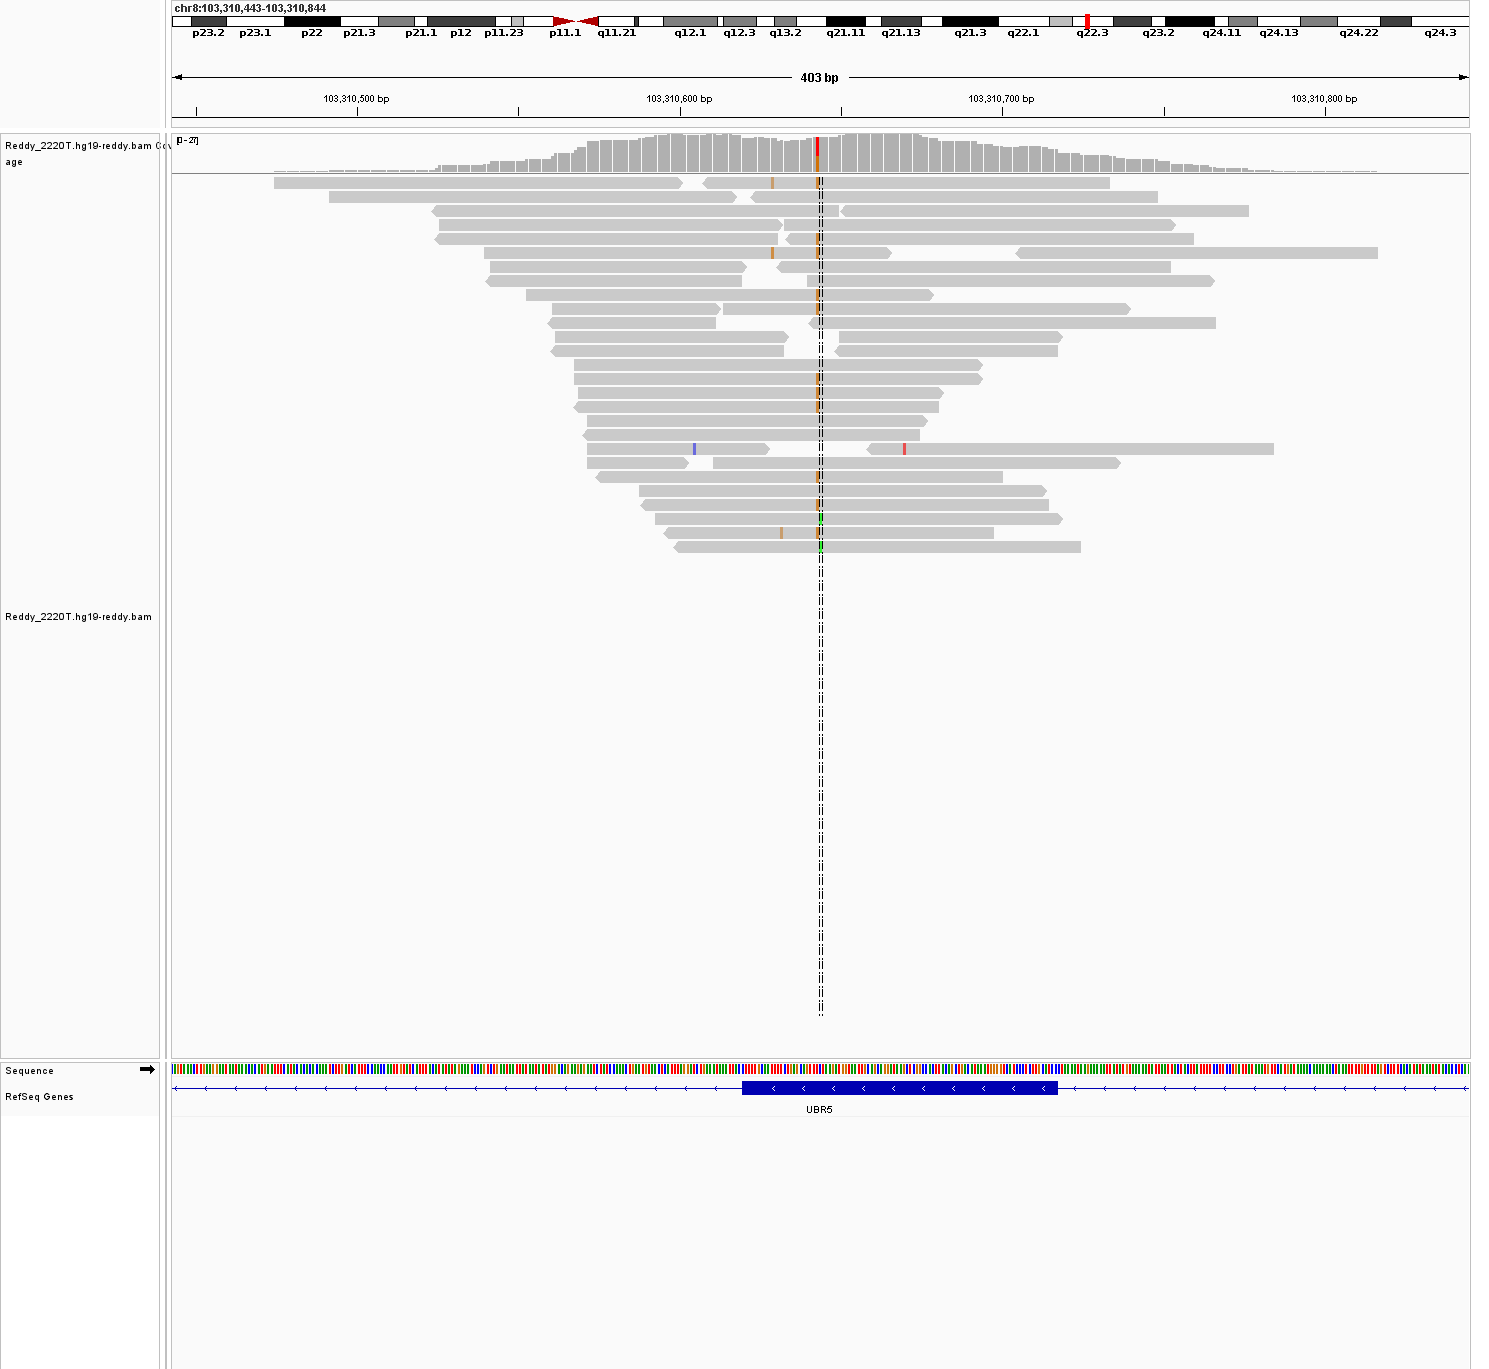 chr8:103,310,443-103,310,844
p23.2 p23.1 p22 p21.3 p21.1 p12 p11.23 p11.1 q11.21 q12.1 q12.3 q13.2 q21.11 q21.13 q21.3 q22.1 q22.3 q23.2 q24.11 q24.13 q24.22 q24.3
403 bp
103,310,500 bp 103,310,600 bp 103,310,700 bp 103,310,800 bp
Reddy_2220T.hg19-reddy.bam Cov
age
[0 - 27]
Reddy_2220T.hg19-reddy.bam
Sequence
RefSeq Genes
UBR5